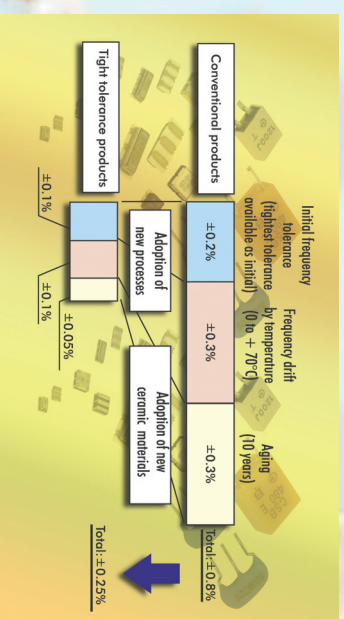 Initial frequency
tolerance
(tightest tolerance
available as initial)
Frequency drift
by temperature
(0 to + 70°C)
Aging
(10 years)
Conventional products
±0.2%
±0.3%
±0.3%
Total:±0.8%
Adoption of
new processes
Adoption of new
ceramic materials
Tight tolerance products
±0.1%
±0.1%
±0.05%
Total:±0.25%